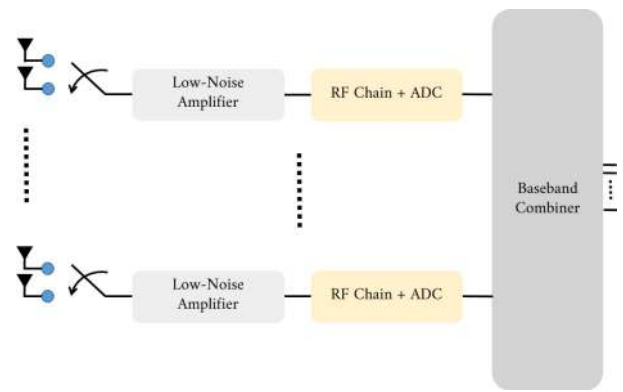 Low-Noise
Amplifier
RF Chain + ADC
Baseband
Combiner
Low-Noise
Amplifier
RF Chain + ADC